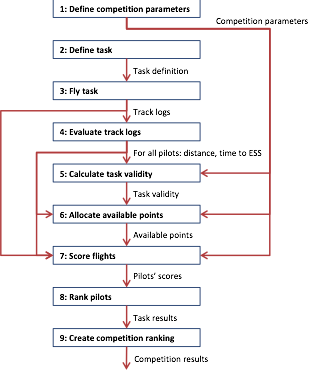 1: Define competition parameters
Competition parameters
2: Define task
Task definition
3: Fly task
Track logs
4: Evaluate track logs
For all pilots: distance, time to ESS
5: Calculate task validity
Task validity
6: Allocate available points
Available points
7: Score flights
Pilots' scores
8: Rank pilots
Task results
9: Create competition ranking
Competition results